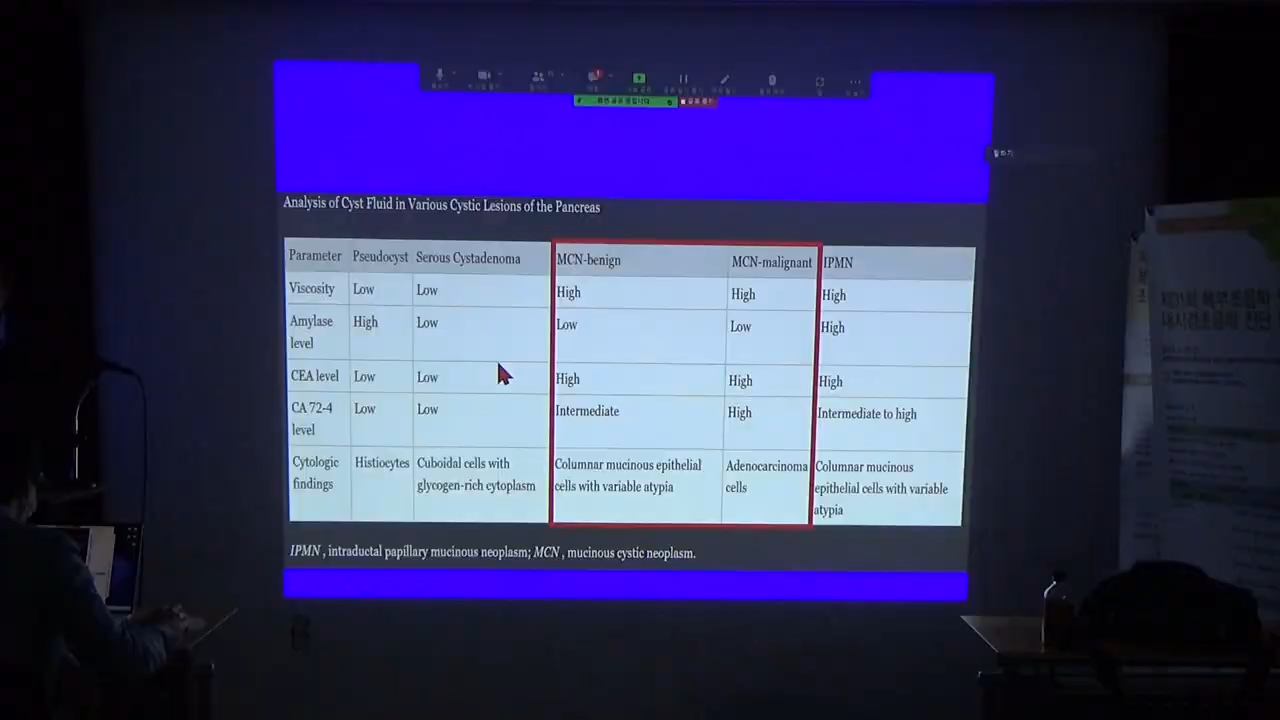 Analysis of Cyst Fluid in Various Cystic Lesions of the Pancreas
Parameter Pseudocyst Serous Cystadenoma MCN-benign MCN-malignant IPMN
Viscosity Low Low High High High
Amylase level High Low Low Low High
CEA level Low Low High High High
CA 72-4 level Low Low Intermediate High Intermediate to high
Cytologic findings Histiocytes Cuboidal cells with glycogen-rich cytoplasm Columnar mucinous epithelial cells with variable atypia Adenocarcinoma cells Columnar mucinous epithelial cells with variable atypia
IPMN , intraductal papillary mucinous neoplasm; MCN , mucinous cystic neoplasm.